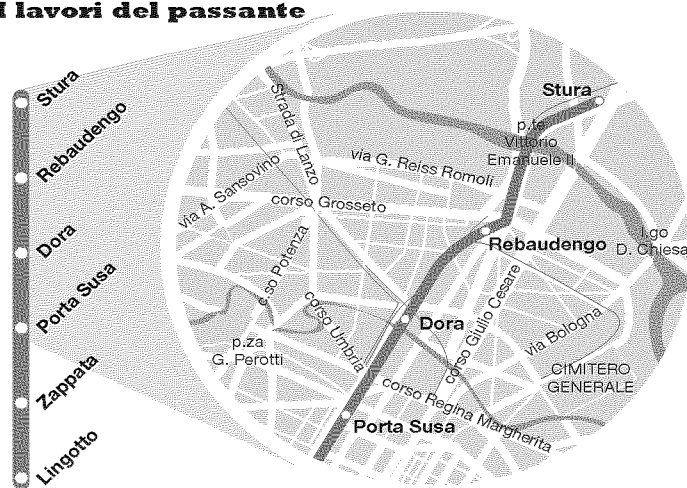 I lavori del passante
Stura
Rebaudengo
Dora
Porta Susa
Zappata
Lingotto
Stura
Strada di Lanzo
p.te
Vittorio
Emanuele II
via G. Reiss Romoli
via A. Sansovino
corso Grosseto
Rebaudengo
l.go
D. Chiesa
c.so Potenza
corso Umbria
Dora
corso Giulio Cesare
via Bologna
p.za
G. Perotti
CIMITERO
GENERALE
corso Regina Margherita
Porta Susa